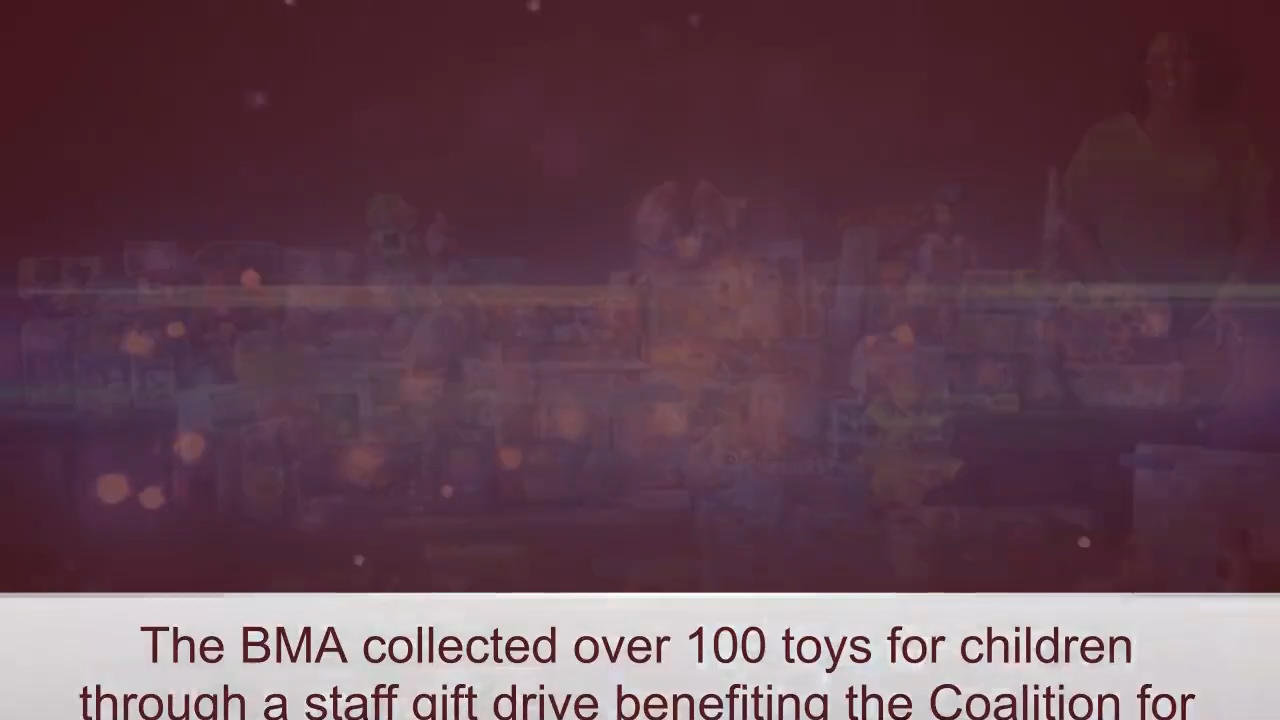 The BMA collected over 100 toys for children
through a staff gift drive benefiting the Coalition for